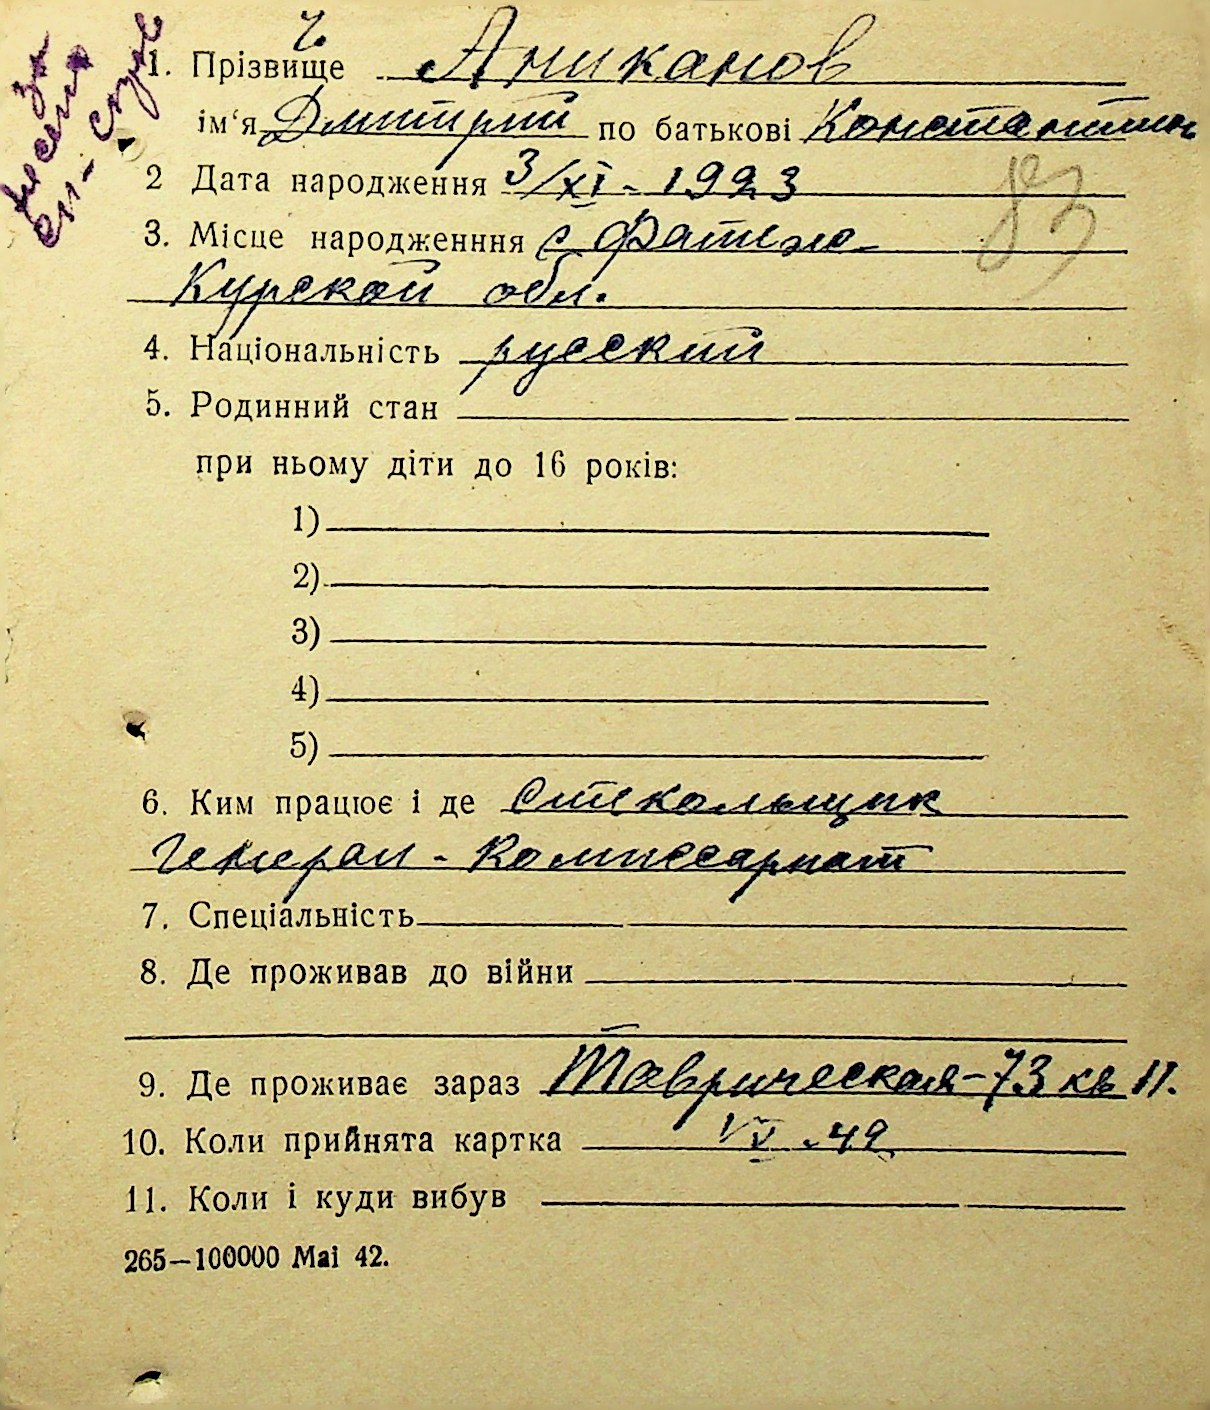 ч.
1. Прізвище Аниканов
ім‘я Дмитрий по батькові Константин
2 Дата народження 3/XI - 1923
3. Місце народженння с Фатеж
Курской обл.
83
4. Національність русский
5. Родинний стан
при ньому діти до 16 років:
1)
2)
3)
4)
5)
6. Ким працює і де стекольщик
Генерал - Комиссариат
7. Спеціальність
8. Де проживав до війни
9. Де проживає зараз Таврическая-73 кв 11.
10. Коли прийнята картка 42
11. Коли і куди вибув
265—100000 Mai 42.